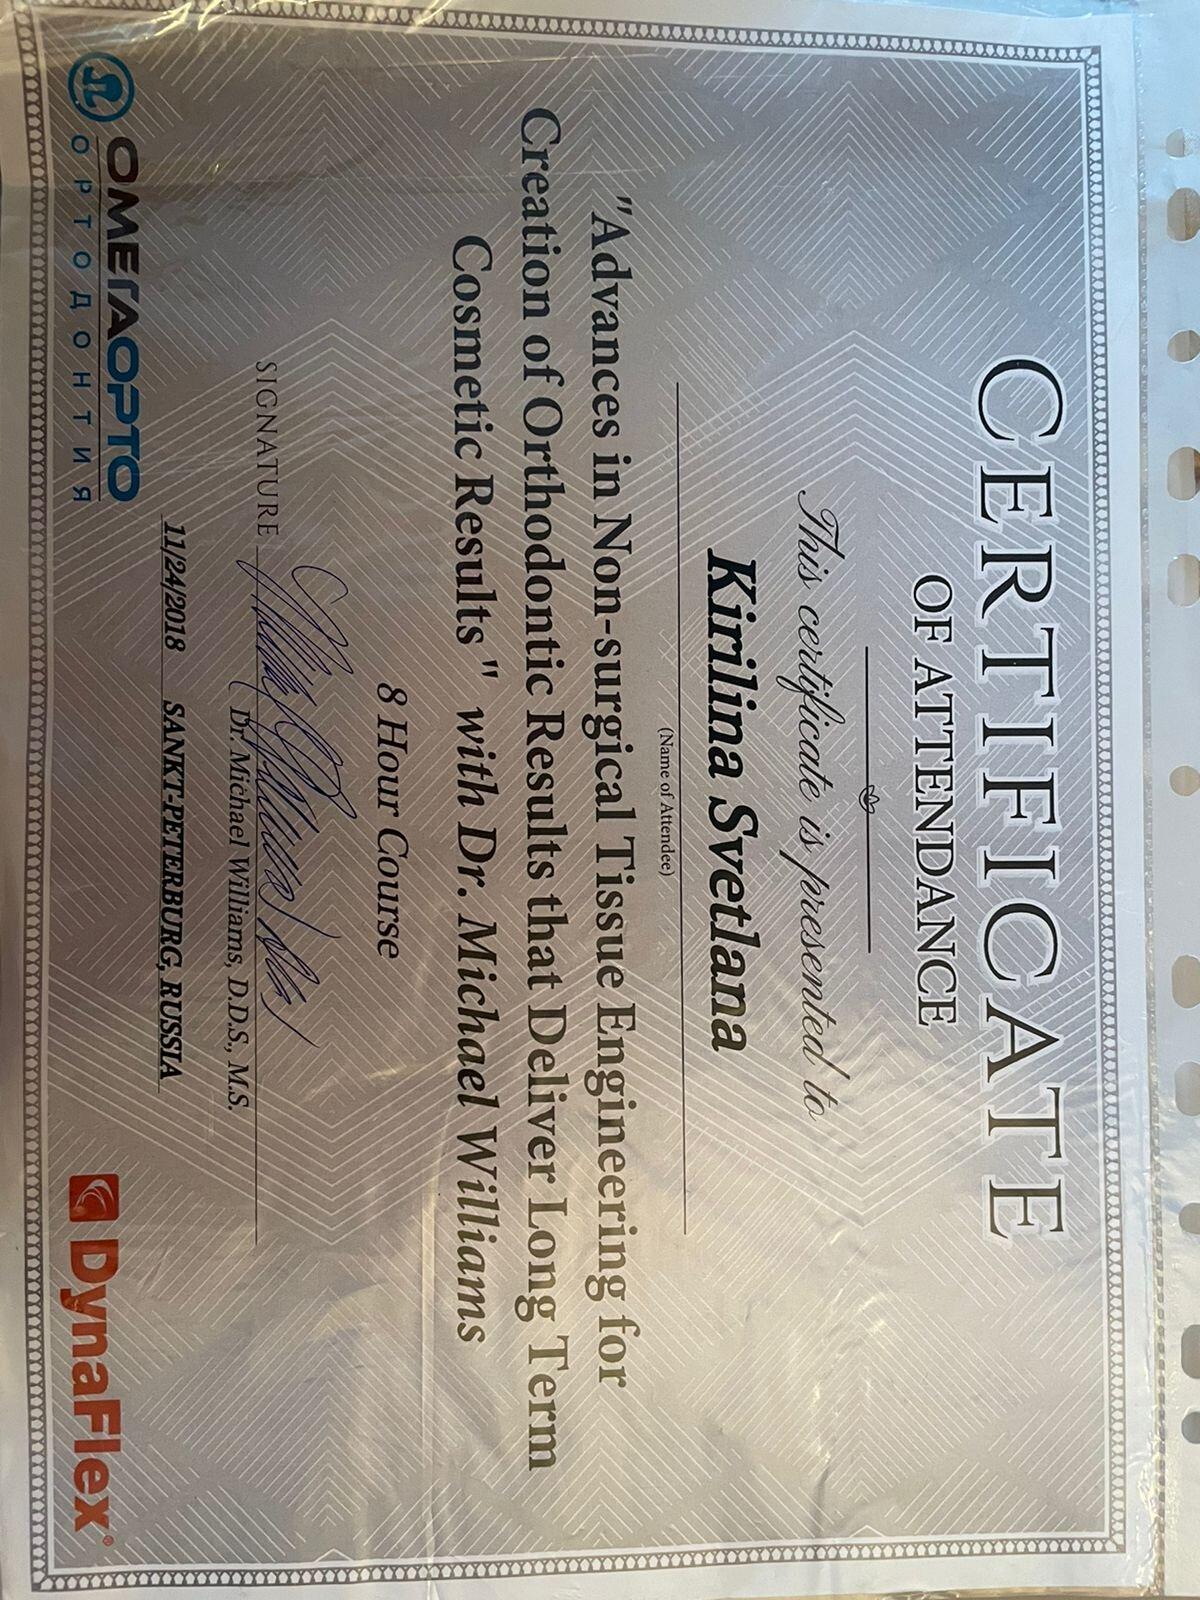 CERTIFICATE
OF ATTENDANCE
This certificate is presented to
Kirilina Svetlana
(Name of Attendee)
"Advances in Non-surgical Tissue Engineering for
Creation of Orthodontic Results that Deliver Long Term
Cosmetic Results" with Dr. Michael Williams
8 Hour Course
SIGNATURE
Dr. Michael Williams, D.D.S., M.S.
11/24/2018 SANKT-PETERBURG, RUSSIA
ОМЕГАОРТО
ОРТОДОНТИЯ
DynaFlex®